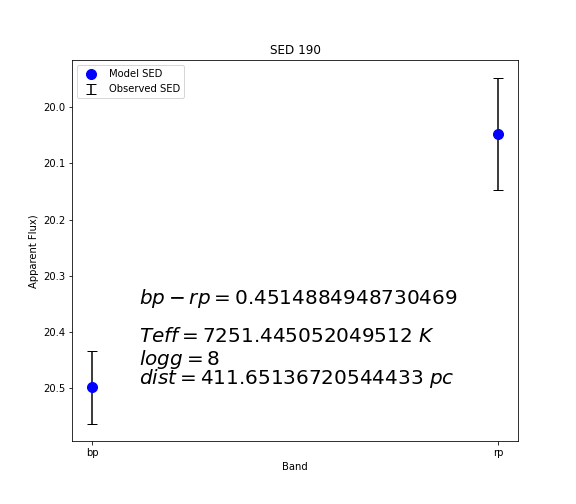 SED 190
Model SED
Observed SED
20.0
20.1
20.2
20.3
20.4
20.5
Apparent Flux)
bp − rp = 0.4514884948730469
Teff = 7251.445052049512 K
logg = 8
dist = 411.65136720544433 pc
bp
rp
Band